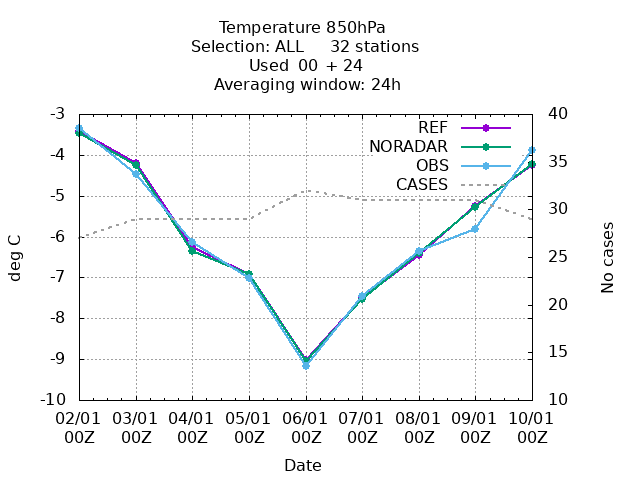 Temperature 850hPa
Selection: ALL     32 stations
Used  00 + 24
Averaging window: 24h
REF
NORADAR
OBS
CASES
-3
-4
-5
-6
-7
-8
-9
-10
40
35
30
25
20
15
10
deg C
No cases
02/01 03/01 04/01 05/01 06/01 07/01 08/01 09/01 10/01
00Z 00Z 00Z 00Z 00Z 00Z 00Z 00Z 00Z
Date